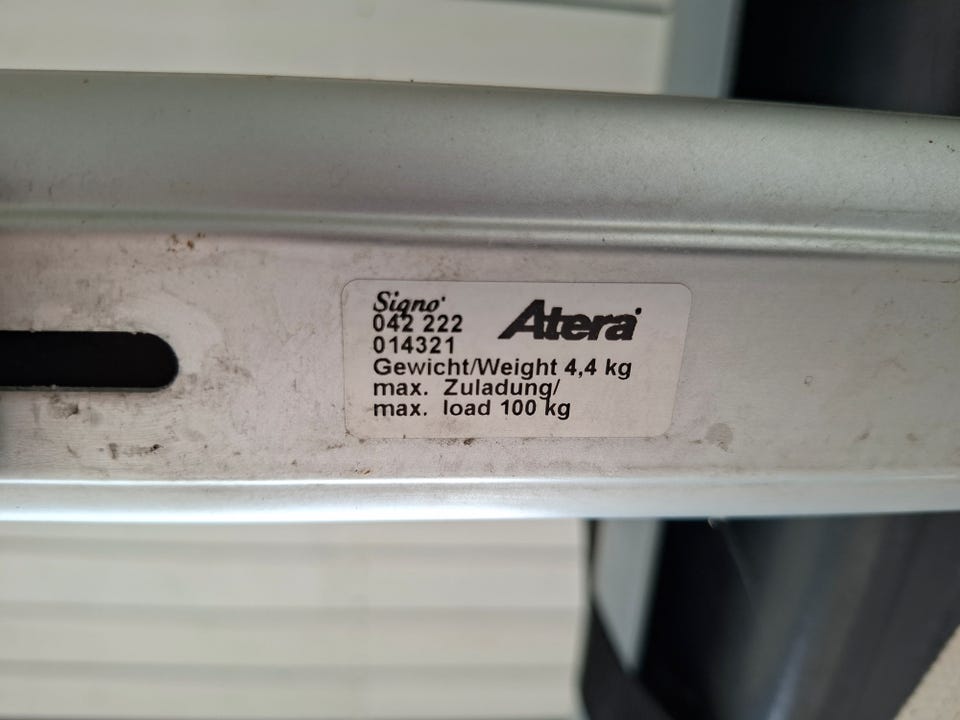 Signo
042 222
Atera
014321
Gewicht/Weight 4,4 kg
max. Zuladung/
max. load 100 kg